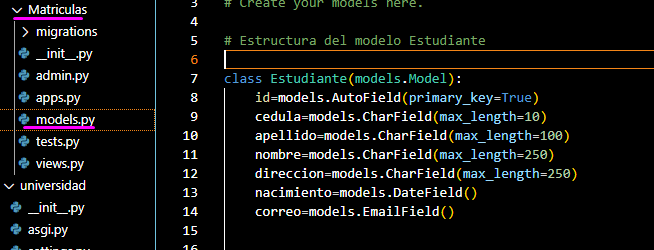 Matriculas
migrations
__init__.py
admin.py
apps.py
models.py
tests.py
views.py
universidad
__init__.py
asgi.py
settings.py
3 # Create your models here.
4
5 # Estructura del modelo Estudiante
6
7 class Estudiante(models.Model):
8 id=models.AutoField(primary_key=True)
9 cedula=models.CharField(max_length=10)
10 apellido=models.CharField(max_length=100)
11 nombre=models.CharField(max_length=250)
12 direccion=models.CharField(max_length=250)
13 nacimiento=models.DateField()
14 correo=models.EmailField()
15
16